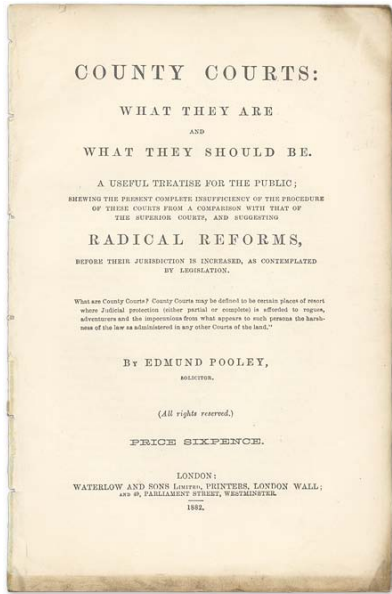 COUNTY COURTS:
WHAT THEY ARE
AND
WHAT THEY SHOULD BE.
A USEFUL TREATISE FOR THE PUBLIC;
SHEWING THE PRESENT COMPLETE INSUFFICIENCY OF THE PROCEDURE
OF THESE COURTS FROM A COMPARISON WITH THAT OF
THE SUPERIOR COURTS, AND SUGGESTING
RADICAL REFORMS,
BEFORE THEIR JURISDICTION IS INCREASED, AS CONTEMPLATED
BY LEGISLATION.
What are County Courts? County Courts may be defined to be certain places of resort
where Judicial protection (either partial or complete) is afforded to rogues,
adventurers and the impecunious from what appears to such persons the harsh-
ness of the law as administered in any other Courts of the land."
BY EDMUND POOLEY,
SOLICITOR.
(All rights reserved.)
PRICE SIXPENCE.
LONDON:
WATERLOW AND SONS LIMITED, PRINTERS, LONDON WALL;
AND 49, PARLIAMENT STREET, WESTMINSTER.
1882.